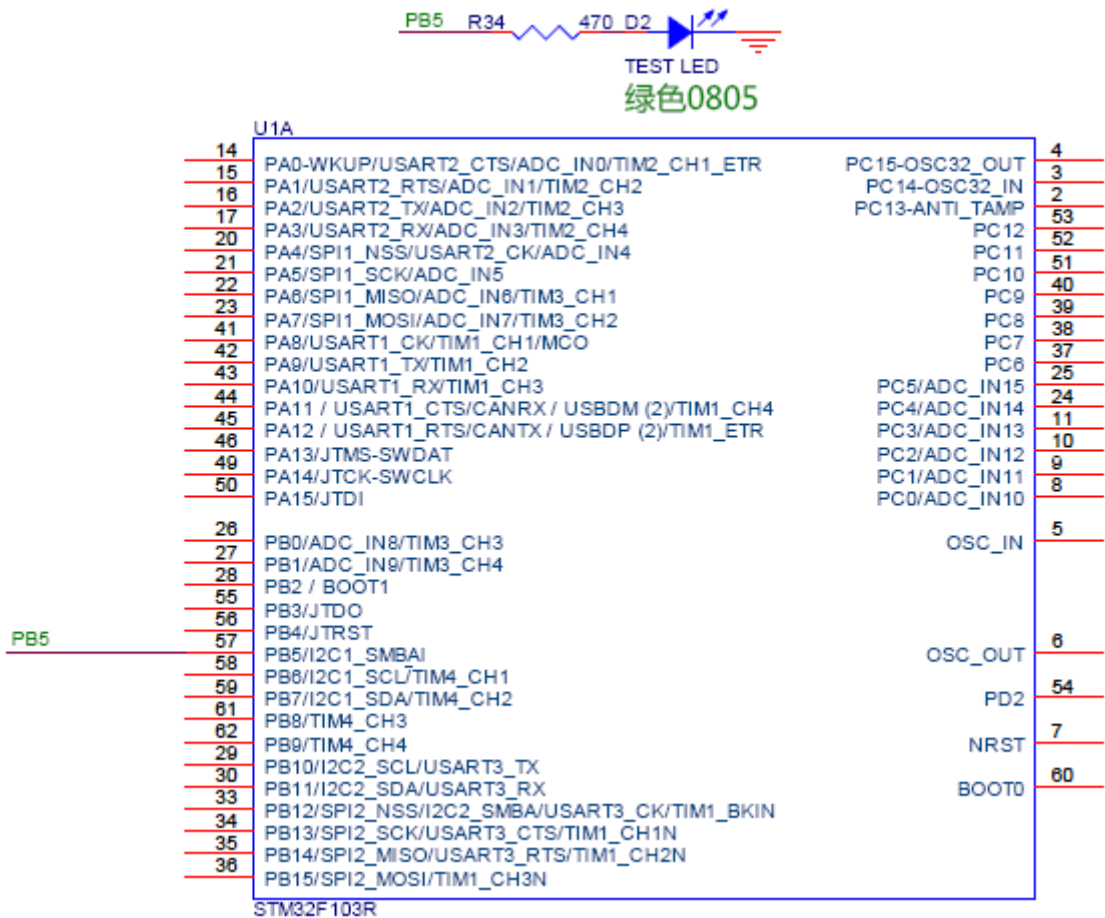 PB5 R34 470 D2
TEST LED
绿色0805
U1A
14 PA0-WKUP/USART2_CTS/ADC_IN0/TIM2_CH1_ETR PC15-OSC32_OUT 4
15 PA1/USART2_RTS/ADC_IN1/TIM2_CH2 PC14-OSC32_IN 3
16 PA2/USART2_TX/ADC_IN2/TIM2_CH3 PC13-ANTI_TAMP 2
17 PA3/USART2_RX/ADC_IN3/TIM2_CH4 PC12 53
20 PA4/SPI1_NSS/USART2_CK/ADC_IN4 PC11 52
21 PA5/SPI1_SCK/ADC_IN5 PC10 51
22 PA6/SPI1_MISO/ADC_IN6/TIM3_CH1 PC9 40
23 PA7/SPI1_MOSI/ADC_IN7/TIM3_CH2 PC8 39
41 PA8/USART1_CK/TIM1_CH1/MCO PC7 38
42 PA9/USART1_TX/TIM1_CH2 PC6 37
43 PA10/USART1_RX/TIM1_CH3 PC5/ADC_IN15 25
44 PA11 / USART1_CTS/CANRX / USBDM (2)/TIM1_CH4 PC4/ADC_IN14 24
45 PA12 / USART1_RTS/CANTX / USBDP (2)/TIM1_ETR PC3/ADC_IN13 11
46 PA13/JTMS-SWDAT PC2/ADC_IN12 10
49 PA14/JTCK-SWCLK PC1/ADC_IN11 9
50 PA15/JTDI PC0/ADC_IN10 8
26 PB0/ADC_IN8/TIM3_CH3 OSC_IN 5
27 PB1/ADC_IN9/TIM3_CH4
28 PB2 / BOOT1
55 PB3/JTDO
56 PB4/JTRST
PB5 57 PB5/I2C1_SMBAI OSC_OUT 6
58 PB6/I2C1_SCL/TIM4_CH1
59 PB7/I2C1_SDA/TIM4_CH2 PD2 54
61 PB8/TIM4_CH3
62 PB9/TIM4_CH4 NRST 7
29 PB10/I2C2_SCL/USART3_TX
30 PB11/I2C2_SDA/USART3_RX BOOT0 60
33 PB12/SPI2_NSS/I2C2_SMBA/USART3_CK/TIM1_BKIN
34 PB13/SPI2_SCK/USART3_CTS/TIM1_CH1N
35 PB14/SPI2_MISO/USART3_RTS/TIM1_CH2N
36 PB15/SPI2_MOSI/TIM1_CH3N
STM32F103R